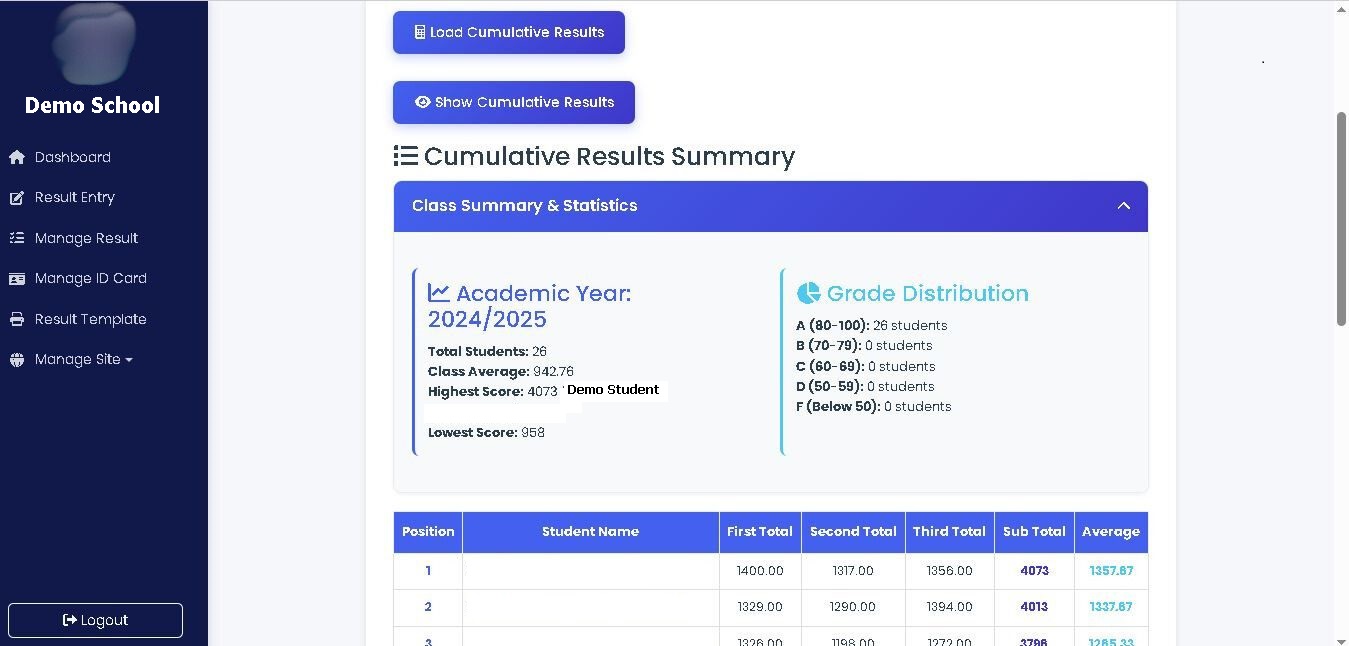 Demo School
Dashboard
Result Entry
Manage Result
Manage ID Card
Result Template
Manage Site
Logout
Load Cumulative Results
Show Cumulative Results
Cumulative Results Summary
Class Summary & Statistics
Academic Year:
2024/2025
Total Students: 26
Class Average: 942.76
Highest Score: 4073 Demo Student
Lowest Score: 958
Grade Distribution
A (80-100): 26 students
B (70-79): 0 students
C (60-69): 0 students
D (50-59): 0 students
F (Below 50): 0 students
Position Student Name First Total Second Total Third Total Sub Total Average
1 1400.00 1317.00 1356.00 4073 1357.67
2 1329.00 1290.00 1394.00 4013 1337.67
3 1326.00 1198.00 1272.00 3796 1265.33